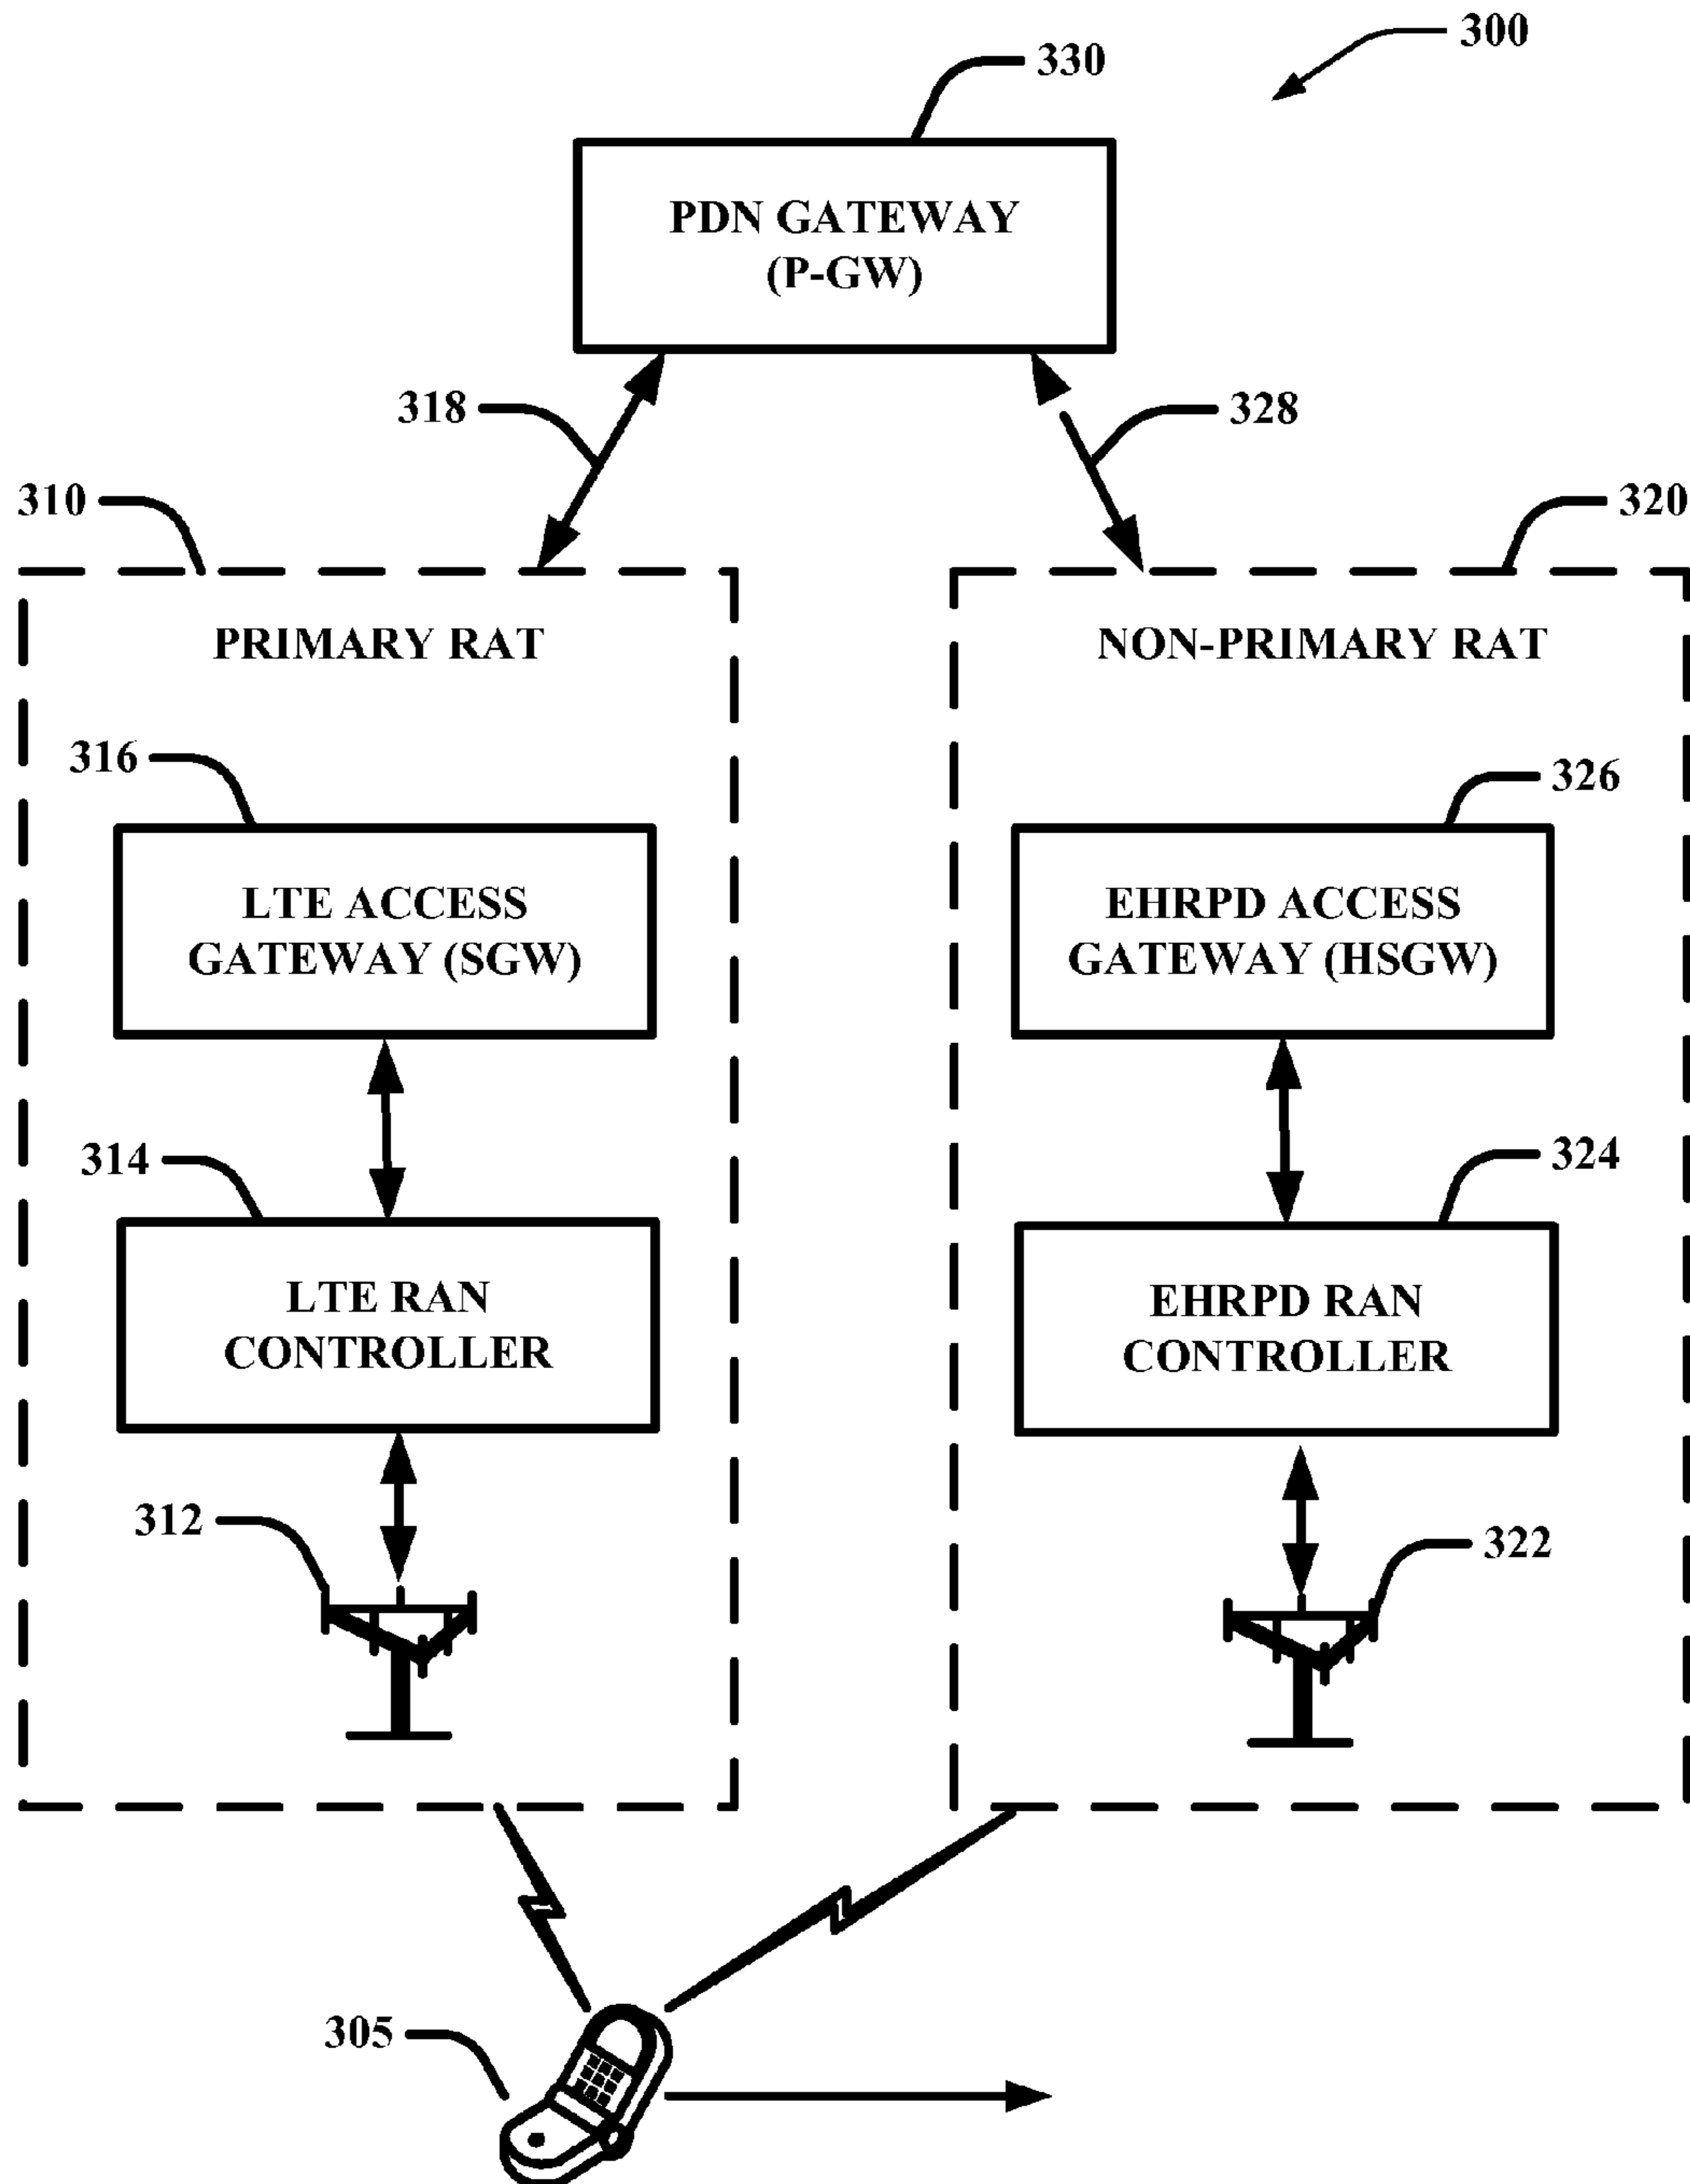 300
330
PDN GATEWAY
(P-GW)
318
328
310
320
PRIMARY RAT
NON-PRIMARY RAT
316
326
LTE ACCESS
GATEWAY (SGW)
EHRPD ACCESS
GATEWAY (HSGW)
314
324
LTE RAN
CONTROLLER
EHRPD RAN
CONTROLLER
312
322
305